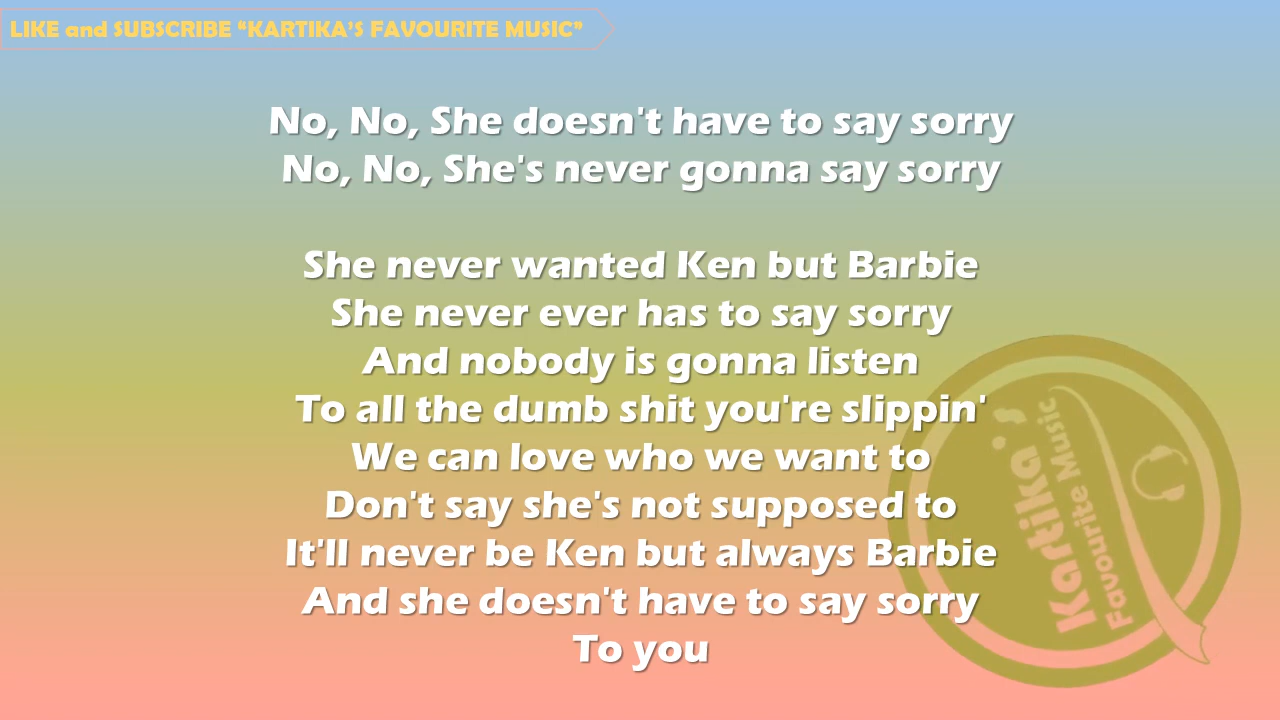 LIKE and SUBSCRIBE “KARTIKA’S FAVOURITE MUSIC”
No, No, She doesn't have to say sorry
No, No, She's never gonna say sorry
She never wanted Ken but Barbie
She never ever has to say sorry
And nobody is gonna listen
To all the dumb shit you're slippin'
We can love who we want to
Don't say she's not supposed to
It'll never be Ken but always Barbie
And she doesn't have to say sorry
To you
Kartika's
Favourite Music